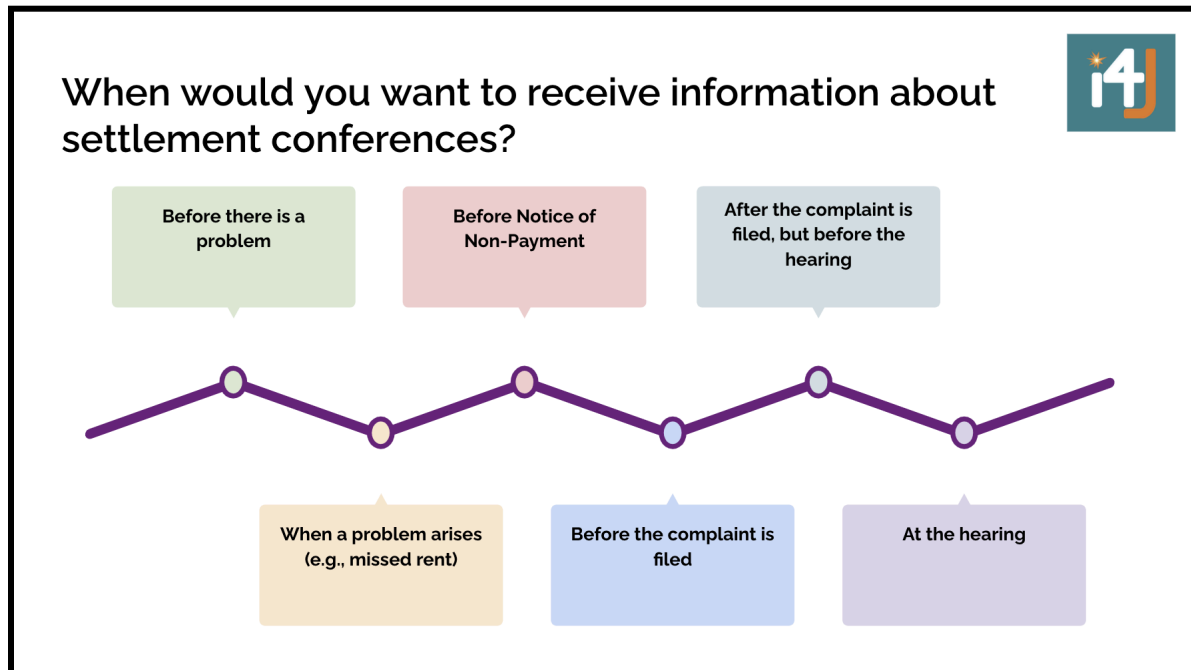 When would you want to receive information about
settlement conferences?
i4J
Before there is a
problem
When a problem arises
(e.g., missed rent)
Before Notice of
Non-Payment
Before the complaint is
filed
After the complaint is
filed, but before the
hearing
At the hearing